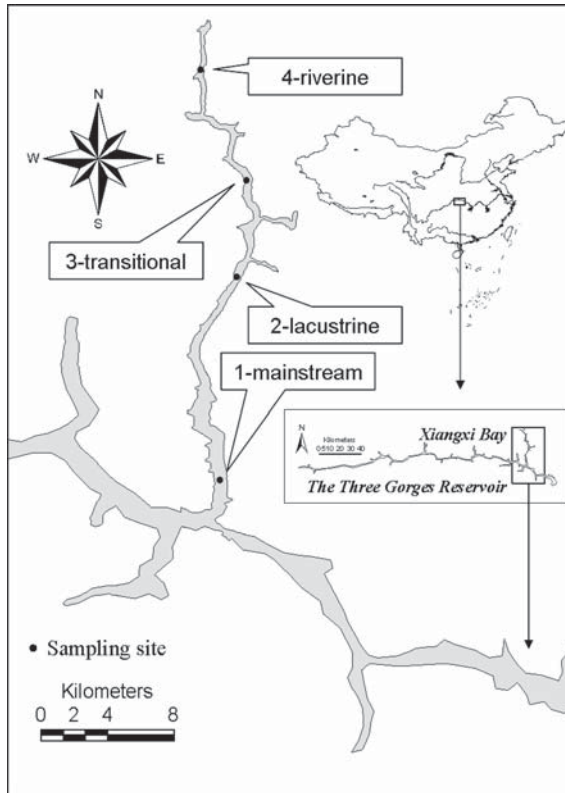 4-riverine
N
W
E
S
3-transitional
2-lacustrine
1-mainstream
N
Kilometers
0 5 10 20 30 40
Xiangxi Bay
The Three Gorges Reservoir
Sampling site
Kilometers
0 2 4 8